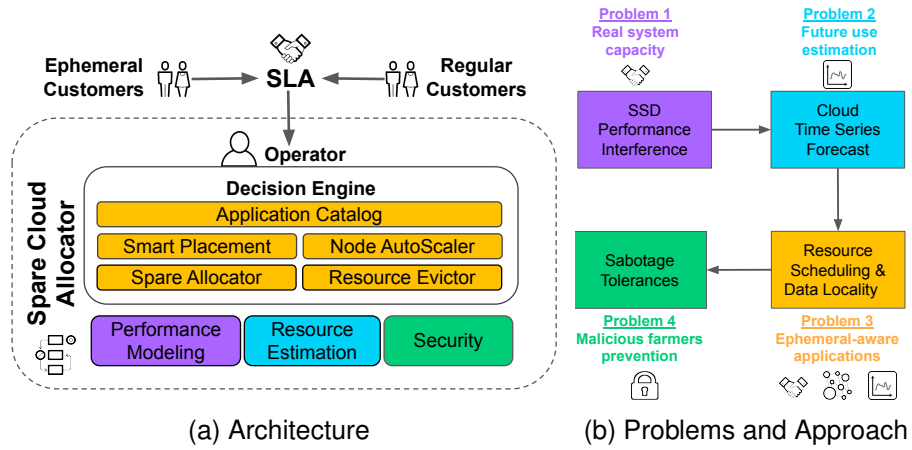 Ephemeral
Customers
SLA
Regular
Customers
Operator
Spare Cloud
Allocator
Decision Engine
Application Catalog
Smart Placement
Node AutoScaler
Spare Allocator
Resource Evictor
Performance
Modeling
Resource
Estimation
Security
(a) Architecture
Problem 1
Real system
capacity
Problem 2
Future use
estimation
SSD
Performance
Interference
Cloud
Time Series
Forecast
Sabotage
Tolerances
Resource
Scheduling &
Data Locality
Problem 4
Malicious farmers
prevention
Problem 3
Ephemeral-aware
applications
(b) Problems and Approach